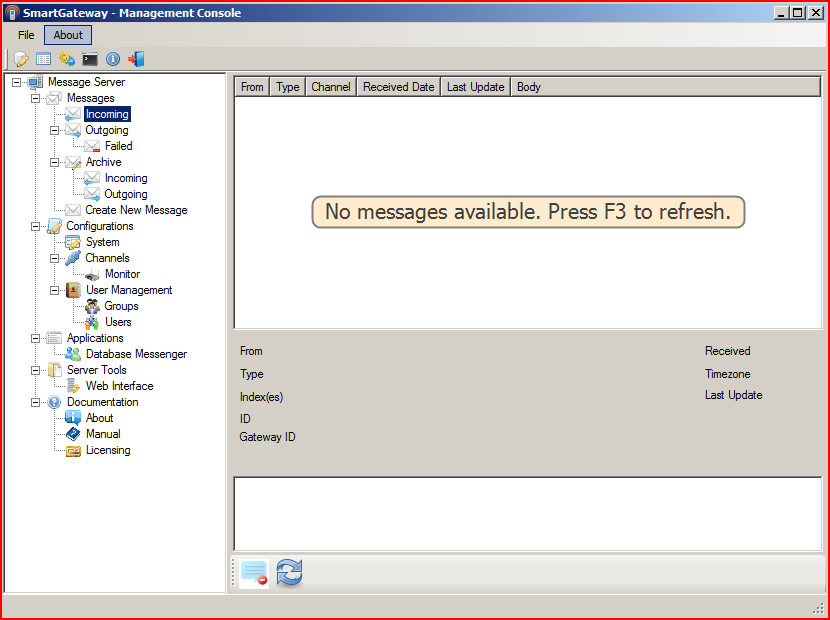 SmartGateway - Management Console
File About
Message Server
Messages
Incoming
Outgoing
Failed
Archive
Incoming
Outgoing
Create New Message
Configurations
System
Channels
Monitor
User Management
Groups
Users
Applications
Database Messenger
Server Tools
Web Interface
Documentation
About
Manual
Licensing
From Type Channel Received Date Last Update Body
No messages available. Press F3 to refresh.
From Received
Type Timezone
Index(es) Last Update
ID
Gateway ID